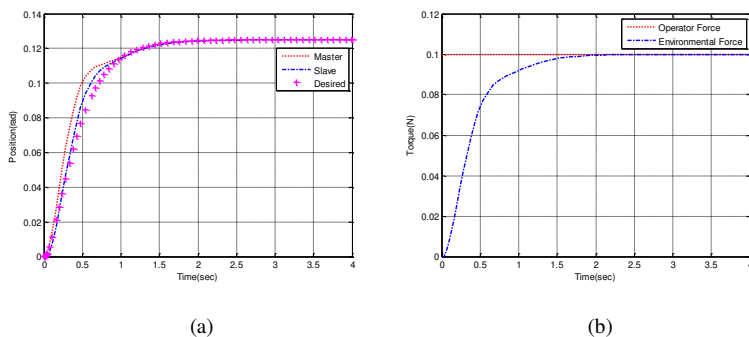 0.14
0.12
0.1
0.08
0.06
0.04
0.02
0
0 0.5 1 1.5 2 2.5 3 3.5 4
Position(rad)
Time(sec)
Master
Slave
Desired
(a)
0.12
0.1
0.08
0.06
0.04
0.02
0
0 0.5 1 1.5 2 2.5 3 3.5 4
Torque(N)
Time(sec)
Operator Force
Environmental Force
(b)